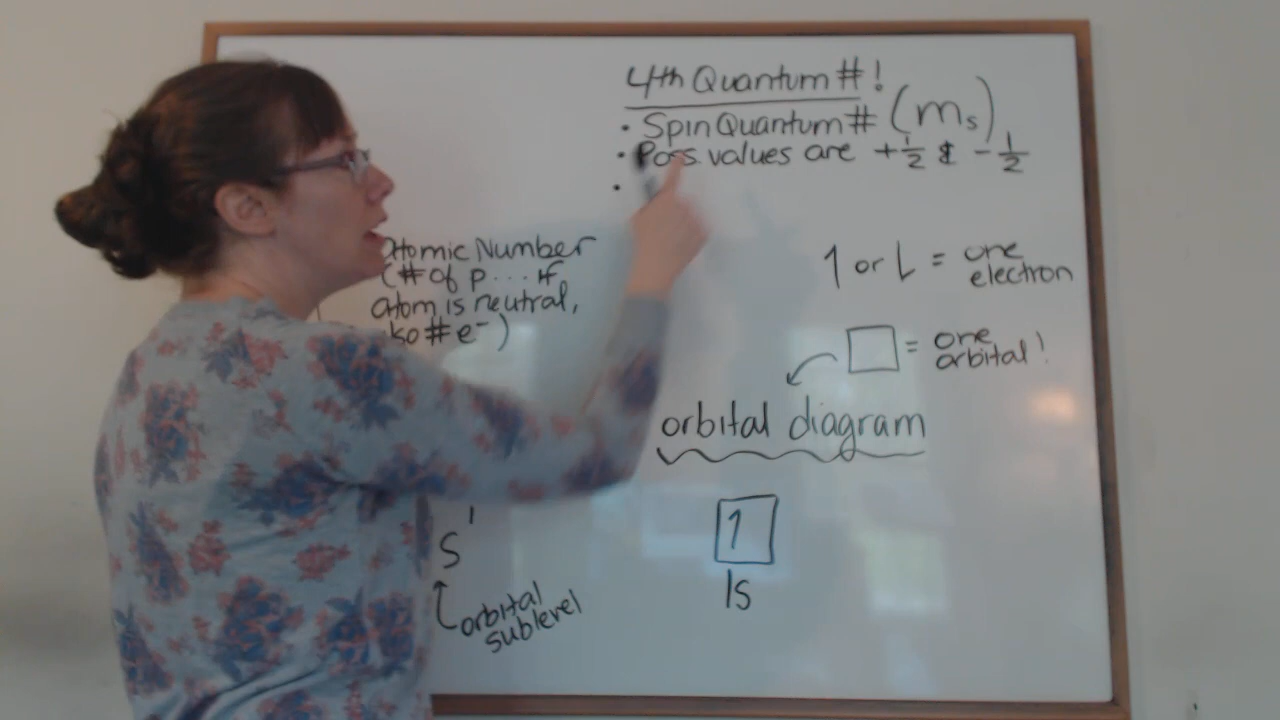 4th Quantum #!
• Spin Quantum # (ms)
• Poss values are +1/2 & -1/2
•
Atomic Number
(# of p... if
atom is neutral,
#e⁻)
1 or L = one
electron
□ = one
orbital!
orbital diagram
1
1s
S¹
orbital
sublevel